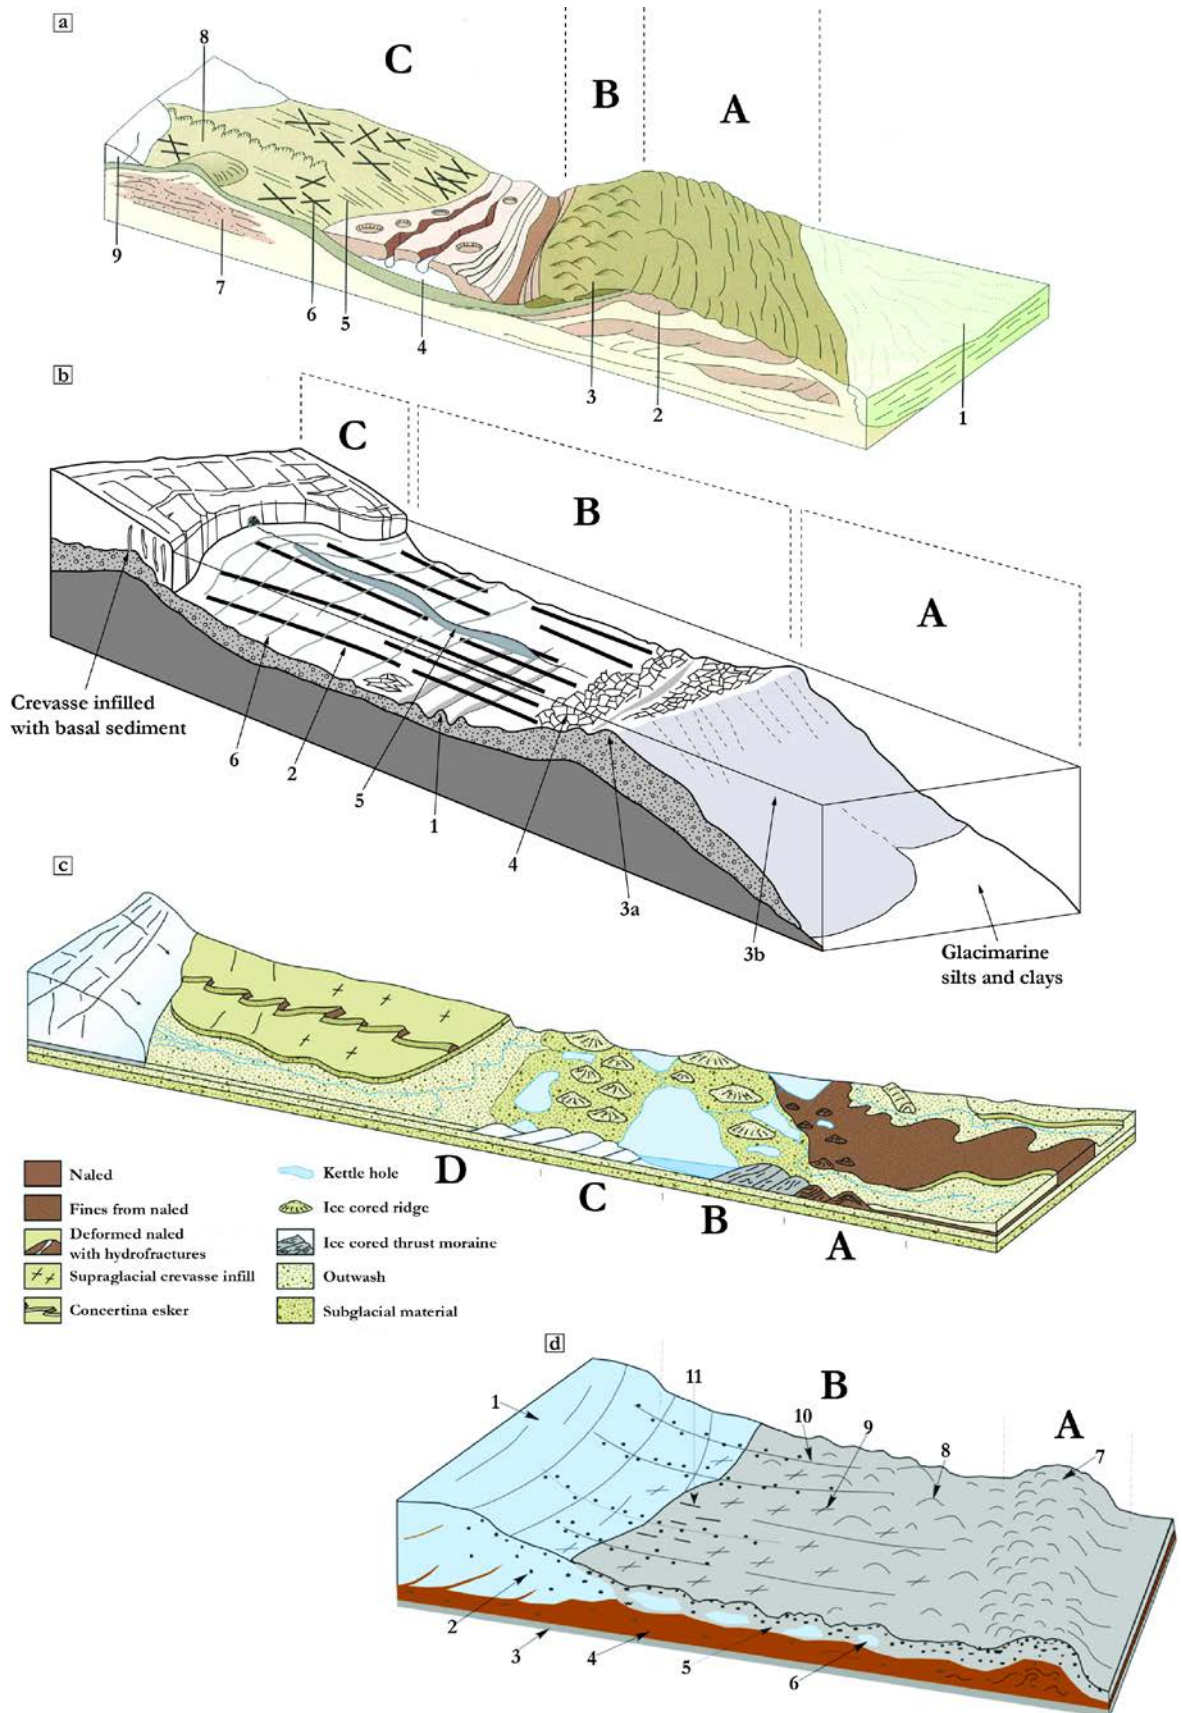 a
C
B
A
8
9
7
6
5
4
3
2
1
b
C
B
A
Crevasse infilled
with basal sediment
6
2
5
1
4
3a
3b
Glacimarine
silts and clays
c
D
C
B
A
Naled
Fines from naled
Deformed naled
with hydrofractures
Supraglacial crevasse infill
Concertina esker
Kettle hole
Ice cored ridge
Ice cored thrust moraine
Outwash
Subglacial material
d
B
A
1
11
10
9
8
7
2
3
4
5
6